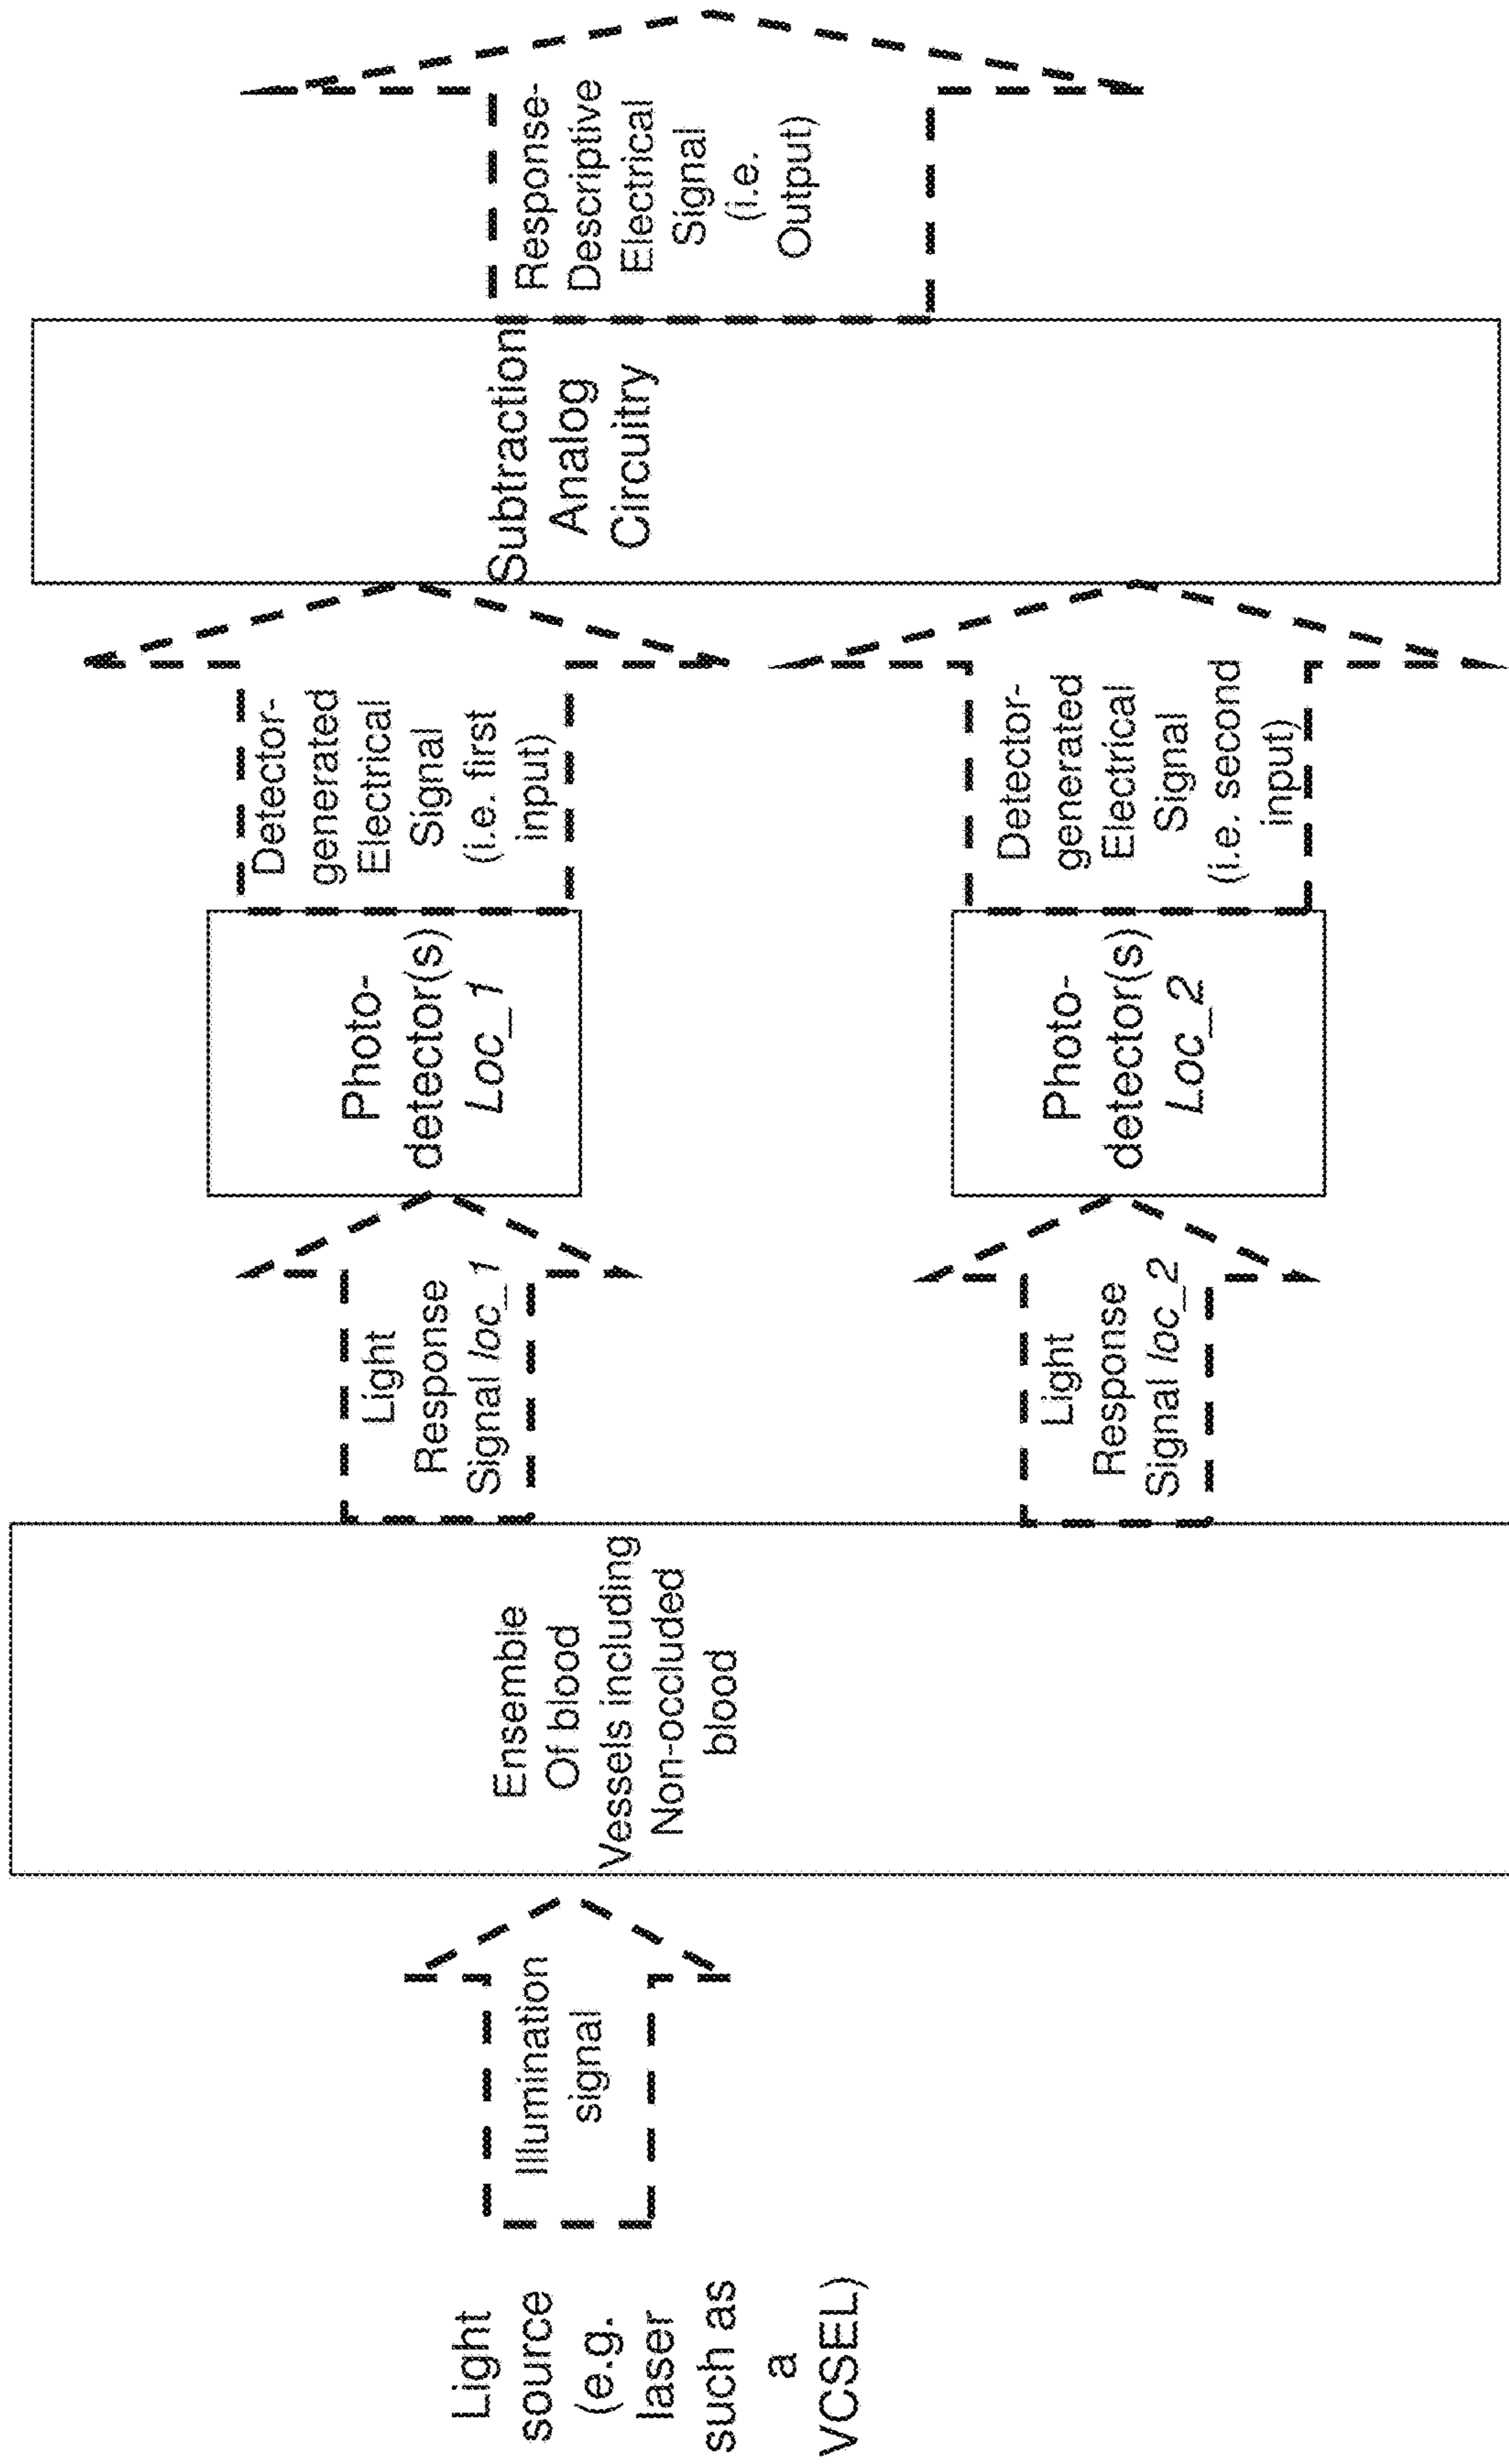 Light
source
(e.g.
laser
such as
a
VCSEL)
Illumination
signal
Ensemble
Of blood
Vessels including
Non-occluded
blood
Light
Response
Signal loc_1
Light
Response
Signal loc_2
Photo-
detector(s)
Loc_1
Photo-
detector(s)
Loc_2
Detector-
generated
Electrical
Signal
(i.e. first
input)
Detector-
generated
Electrical
Signal
(i.e. second
input)
Subtraction
Analog
Circuitry
Response-
Descriptive
Electrical
Signal
(i.e.
Output)